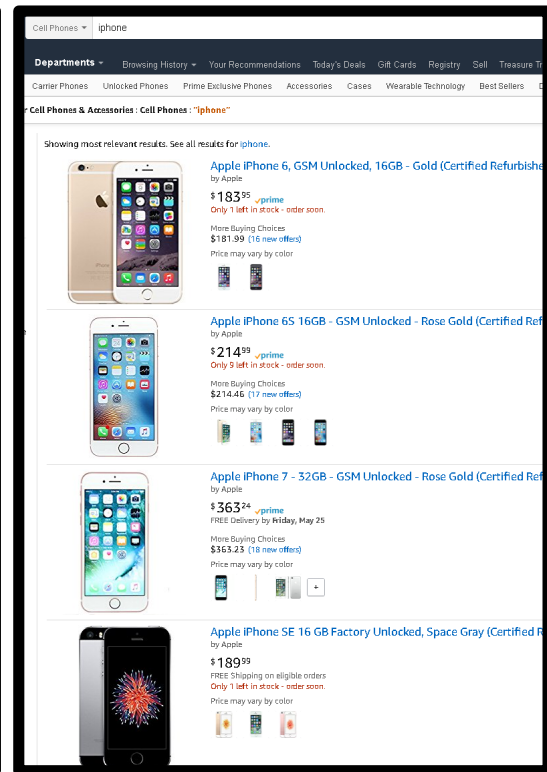 Cell Phones iphone
Departments Browsing History Your Recommendations Today's Deals Gift Cards Registry Sell Treasure Tr
Carrier Phones Unlocked Phones Prime Exclusive Phones Accessories Cases Wearable Technology Best Sellers D
r Cell Phones & Accessories : Cell Phones : "iphone"
Showing most relevant results. See all results for iphone.
Apple iPhone 6, GSM Unlocked, 16GB - Gold (Certified Refurbishe
by Apple
$183 95 prime
Only 1 left in stock - order soon.
More Buying Choices
$181.99 (16 new offers)
Price may vary by color
Apple iPhone 6S 16GB - GSM Unlocked - Rose Gold (Certified Ref
by Apple
$214 99 prime
Only 9 left in stock - order soon.
More Buying Choices
$214.46 (17 new offers)
Price may vary by color
Apple iPhone 7 - 32GB - GSM Unlocked - Rose Gold (Certified Ref
by Apple
$363 24 prime
FREE Delivery by Friday, May 25
More Buying Choices
$363.23 (18 new offers)
Price may vary by color
+
Apple iPhone SE 16 GB Factory Unlocked, Space Gray (Certified R
by Apple
$189 99
FREE Shipping on eligible orders
Only 1 left in stock - order soon.
Price may vary by color